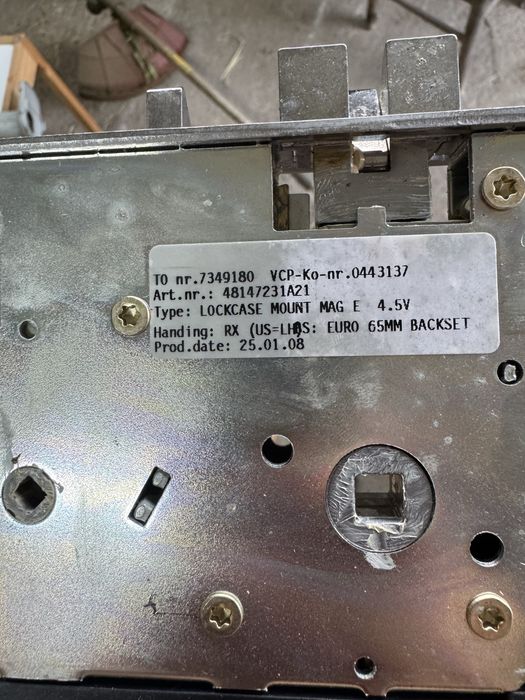 TO nr.7349180 VCP-Ko-nr.0443137
Art.nr.: 48147231A21
Type: LOCKCASE MOUNT MAG E 4.5V
Handing: RX (US=LH S: EURO 65MM BACKSET
Prod.date: 25.01.08